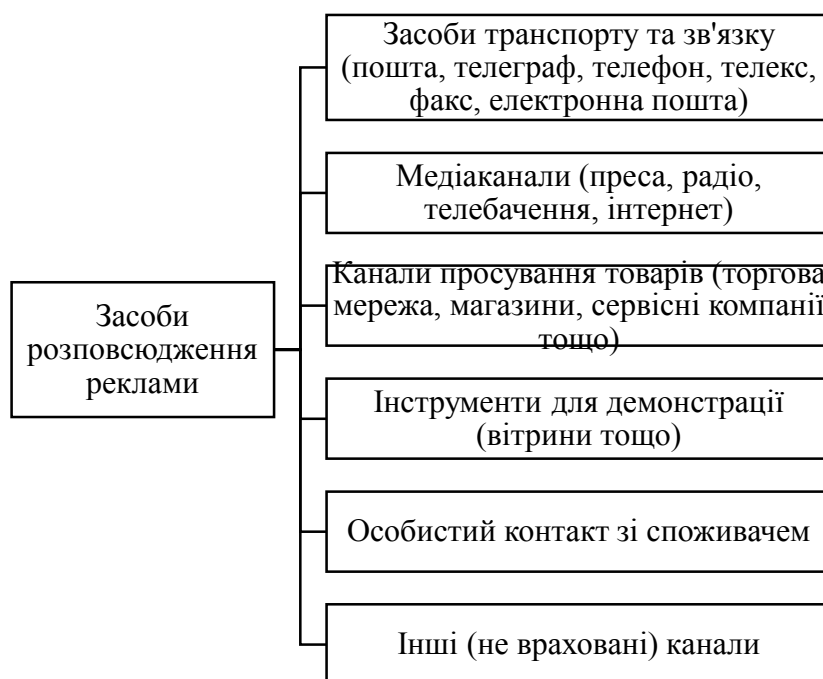 Засоби транспорту та зв'язку
(пошта, телеграф, телефон, телекс,
факс, електронна пошта)
Медіаканали (преса, радіо,
телебачення, інтернет)
Канали просування товарів (торгова
мережа, магазини, сервісні компанії
тощо)
Засоби
розповсюдження
реклами
Інструменти для демонстрації
(вітрини тощо)
Особистий контакт зі споживачем
Інші (не враховані) канали